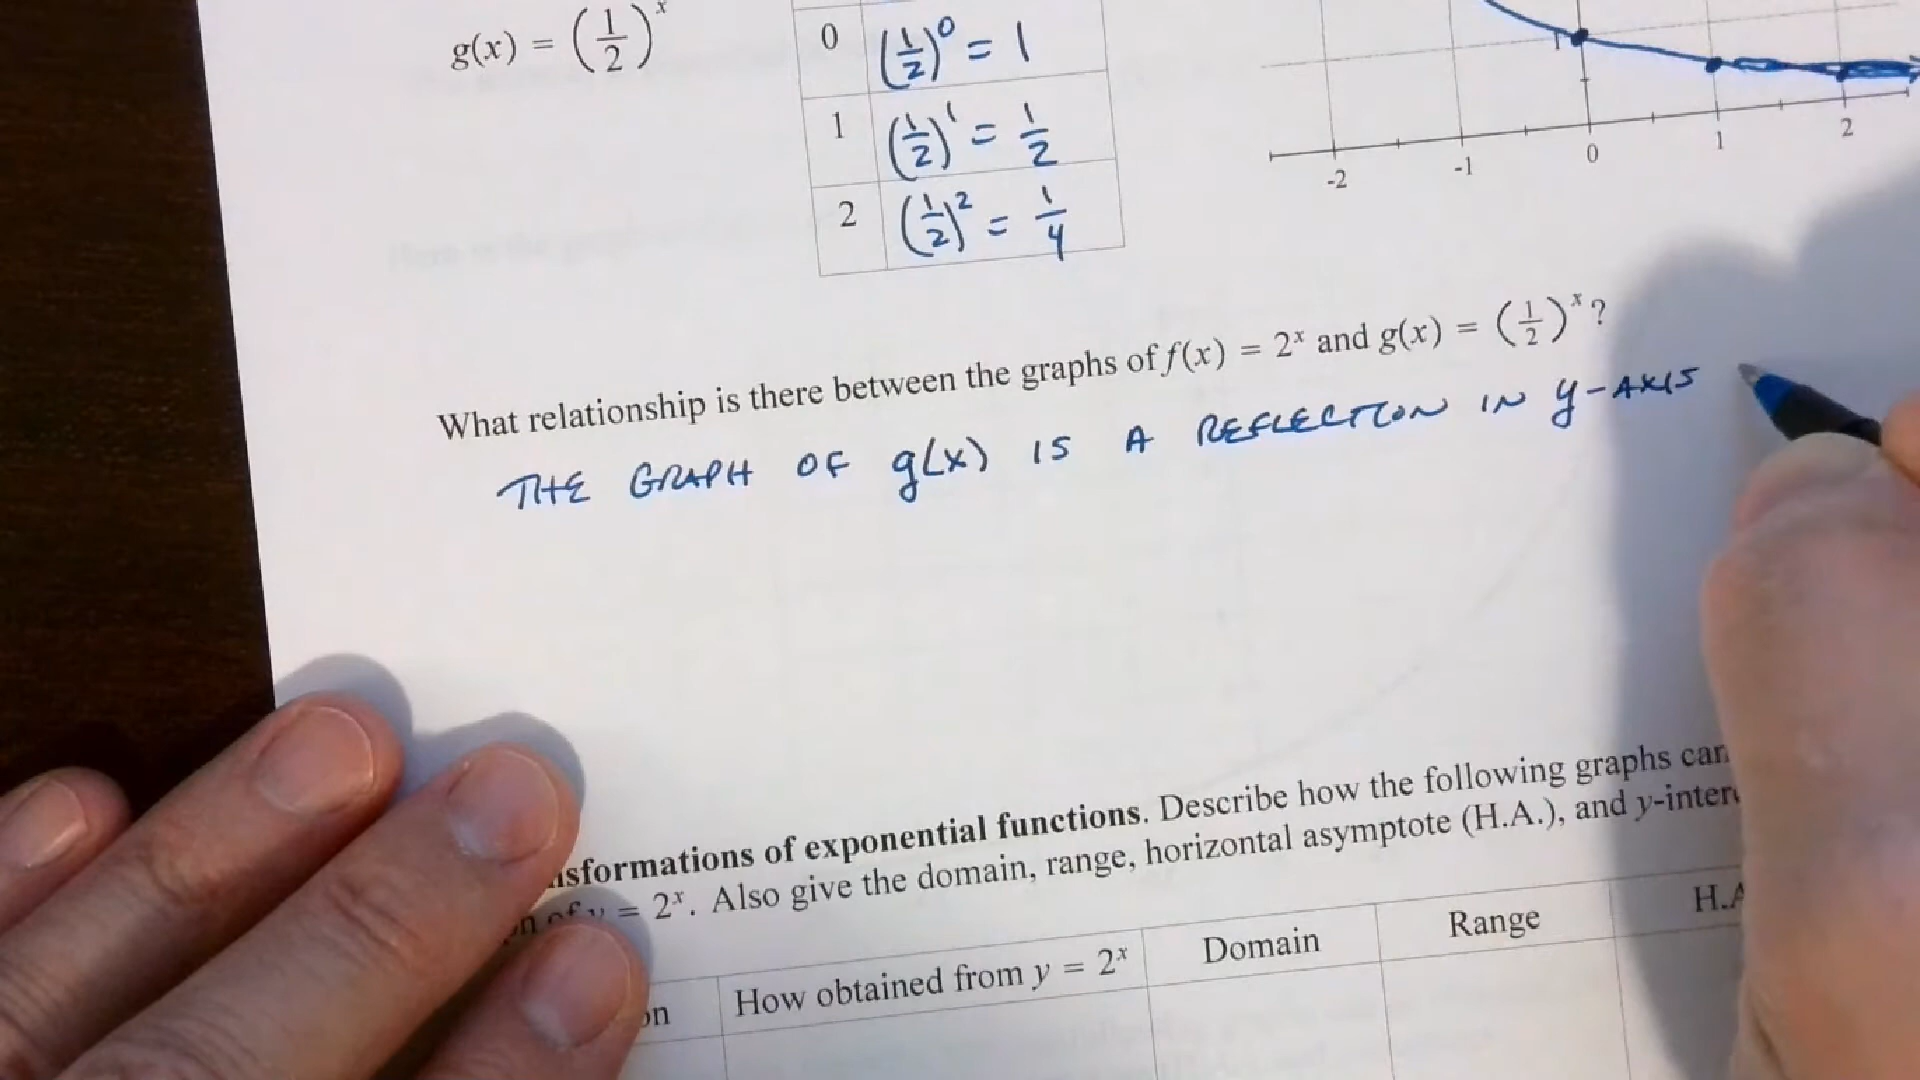 g(x) = (1/2)^x
0 (1/2)^0 = 1
1 (1/2)^1 = 1/2
2 (1/2)^2 = 1/4
-2 -1 0 1 2
What relationship is there between the graphs of f(x) = 2^x and g(x) = (1/2)^x?
THE GRAPH OF g(x) IS A REFLECTION IN y-AXIS
sformations of exponential functions. Describe how the following graphs can
of y = 2^x. Also give the domain, range, horizontal asymptote (H.A.), and y-inter
on How obtained from y = 2^x Domain Range H.A